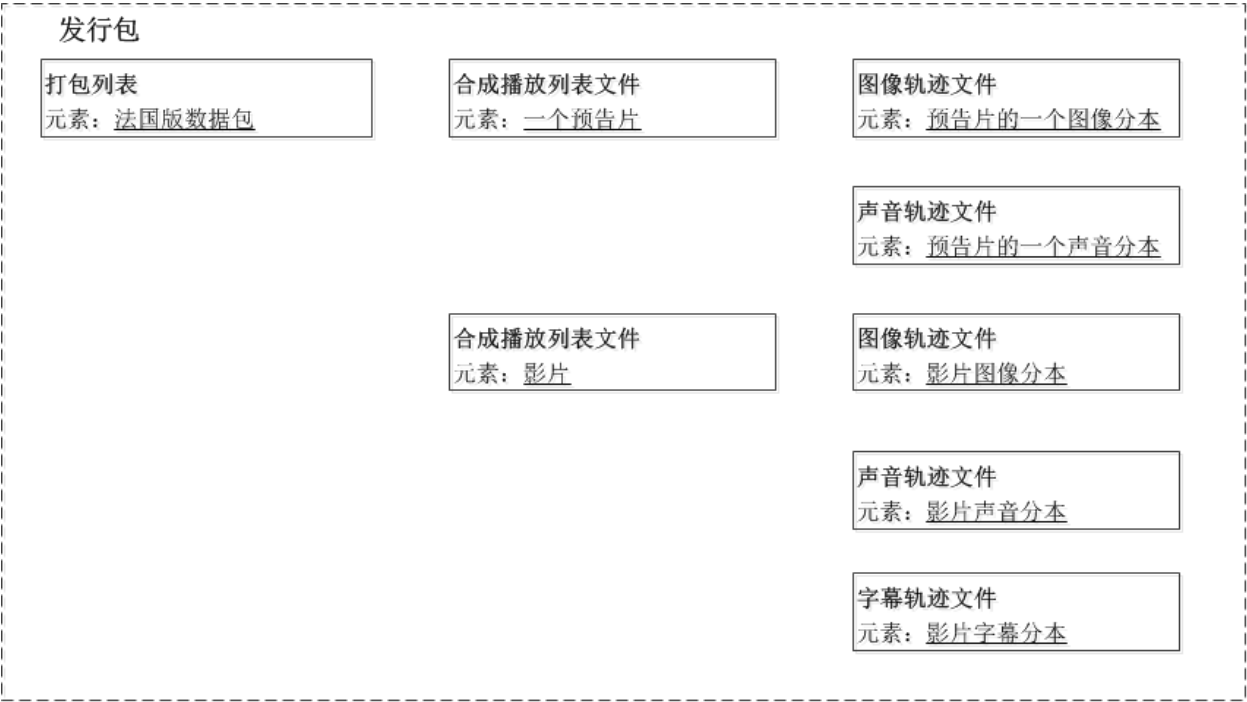 发行包
打包列表
元素：法国版数据包
合成播放列表文件
元素：一个预告片
图像轨迹文件
元素：预告片的一个图像分本
声音轨迹文件
元素：预告片的一个声音分本
合成播放列表文件
元素：影片
图像轨迹文件
元素：影片图像分本
声音轨迹文件
元素：影片声音分本
字幕轨迹文件
元素：影片字幕分本